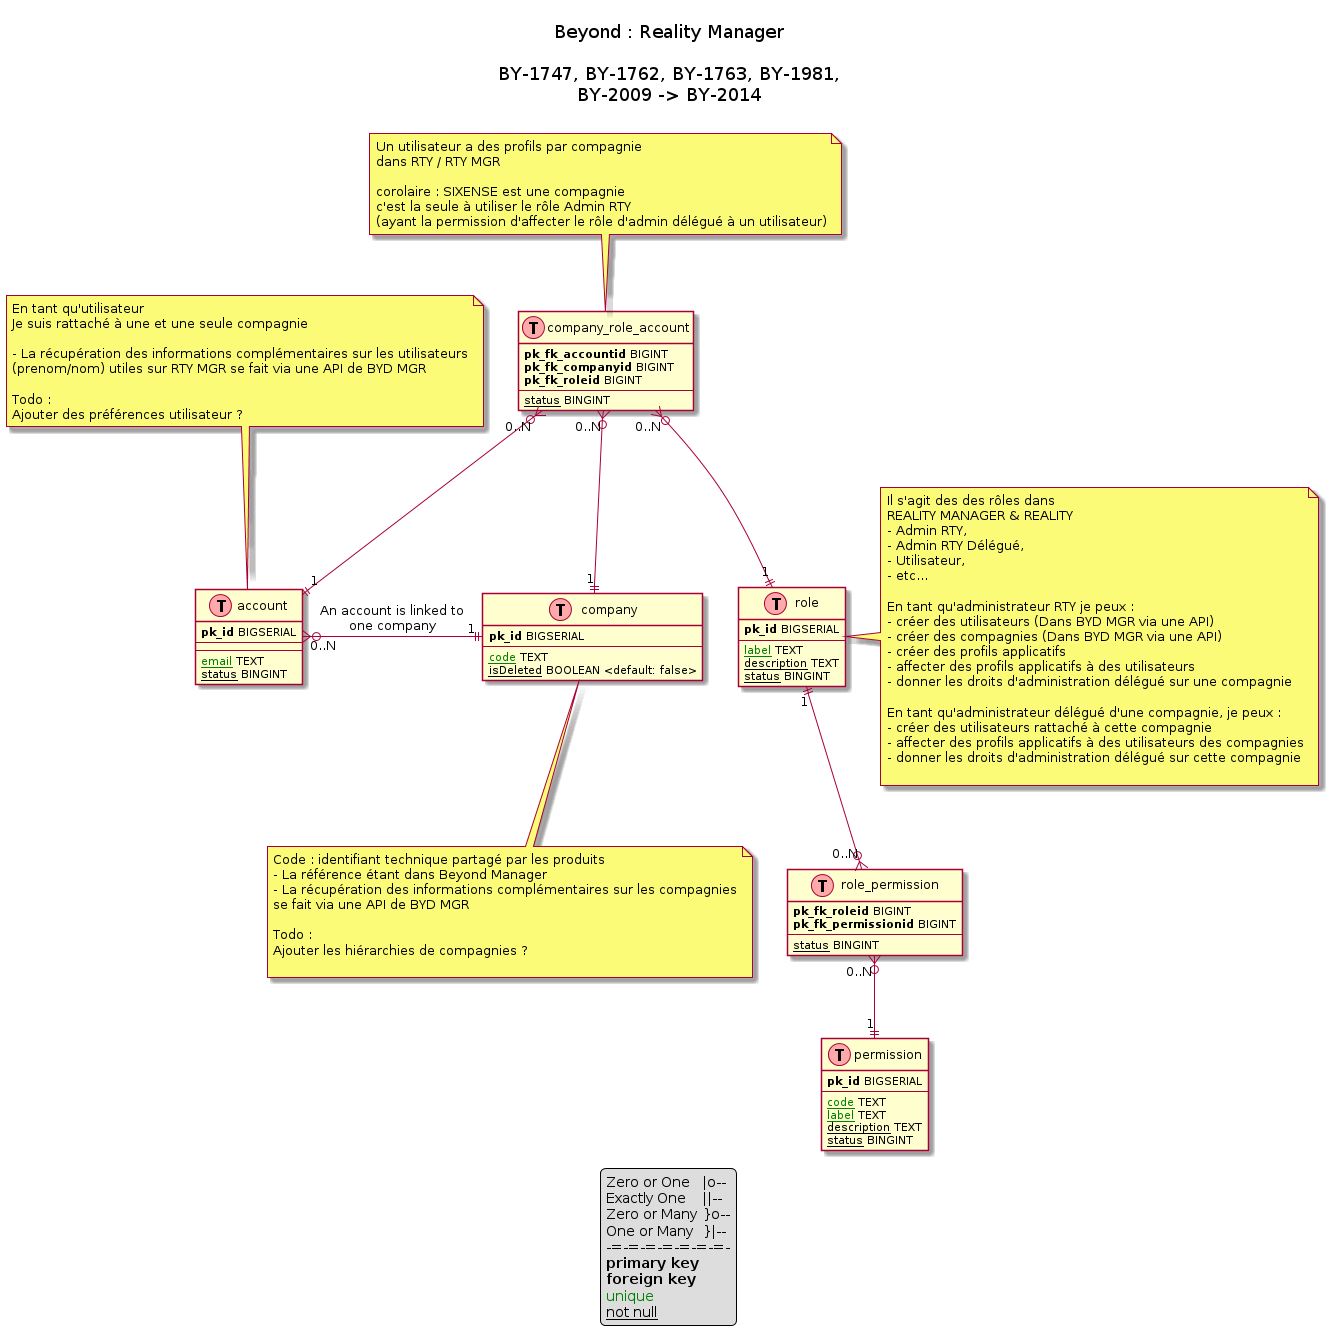 Beyond : Reality Manager
BY-1747, BY-1762, BY-1763, BY-1981,
BY-2009 -> BY-2014
Un utilisateur a des profils par compagnie
dans RTY / RTY MGR
corolaire : SIXENSE est une compagnie
c'est la seule à utiliser le rôle Admin RTY
(ayant la permission d'affecter le rôle d'admin délégué à un utilisateur)
En tant qu'utilisateur
Je suis rattaché à une et une seule compagnie
- La récupération des informations complémentaires sur les utilisateurs
(prenom/nom) utiles sur RTY MGR se fait via une API de BYD MGR
Todo :
Ajouter des préférences utilisateur ?
T company_role_account
pk_fk_accountid BIGINT
pk_fk_companyid BIGINT
pk_fk_roleid BIGINT
status BINGINT
0..N
0..N
0..N
Il s'agit des des rôles dans
REALITY MANAGER & REALITY
- Admin RTY,
- Admin RTY Délégué,
- Utilisateur,
- etc...
En tant qu'administrateur RTY je peux :
- créer des utilisateurs (Dans BYD MGR via une API)
- créer des compagnies (Dans BYD MGR via une API)
- créer des profils applicatifs
- affecter des profils applicatifs à des utilisateurs
- donner les droits d'administration délégué sur une compagnie
En tant qu'administrateur délégué d'une compagnie, je peux :
- créer des utilisateurs rattaché à cette compagnie
- affecter des profils applicatifs à des utilisateurs des compagnies
- donner les droits d'administration délégué sur cette compagnie
1
1
1
T account
pk_id BIGSERIAL
email TEXT
status BINGINT
An account is linked to
one company
1
0..N
T company
pk_id BIGSERIAL
code TEXT
isDeleted BOOLEAN <default: false>
T role
pk_id BIGSERIAL
label TEXT
description TEXT
status BINGINT
1
0..N
Code : identifiant technique partagé par les produits
- La référence étant dans Beyond Manager
- La récupération des informations complémentaires sur les compagnies
se fait via une API de BYD MGR
Todo :
Ajouter les hiérarchies de compagnies ?
T role_permission
pk_fk_roleid BIGINT
pk_fk_permissionid BIGINT
status BINGINT
0..N
1
T permission
pk_id BIGSERIAL
code TEXT
label TEXT
description TEXT
status BINGINT
Zero or One |o--
Exactly One ||--
Zero or Many }o--
One or Many }|--
-=-=-=-=-=-=-=-
primary key
foreign key
unique
not null